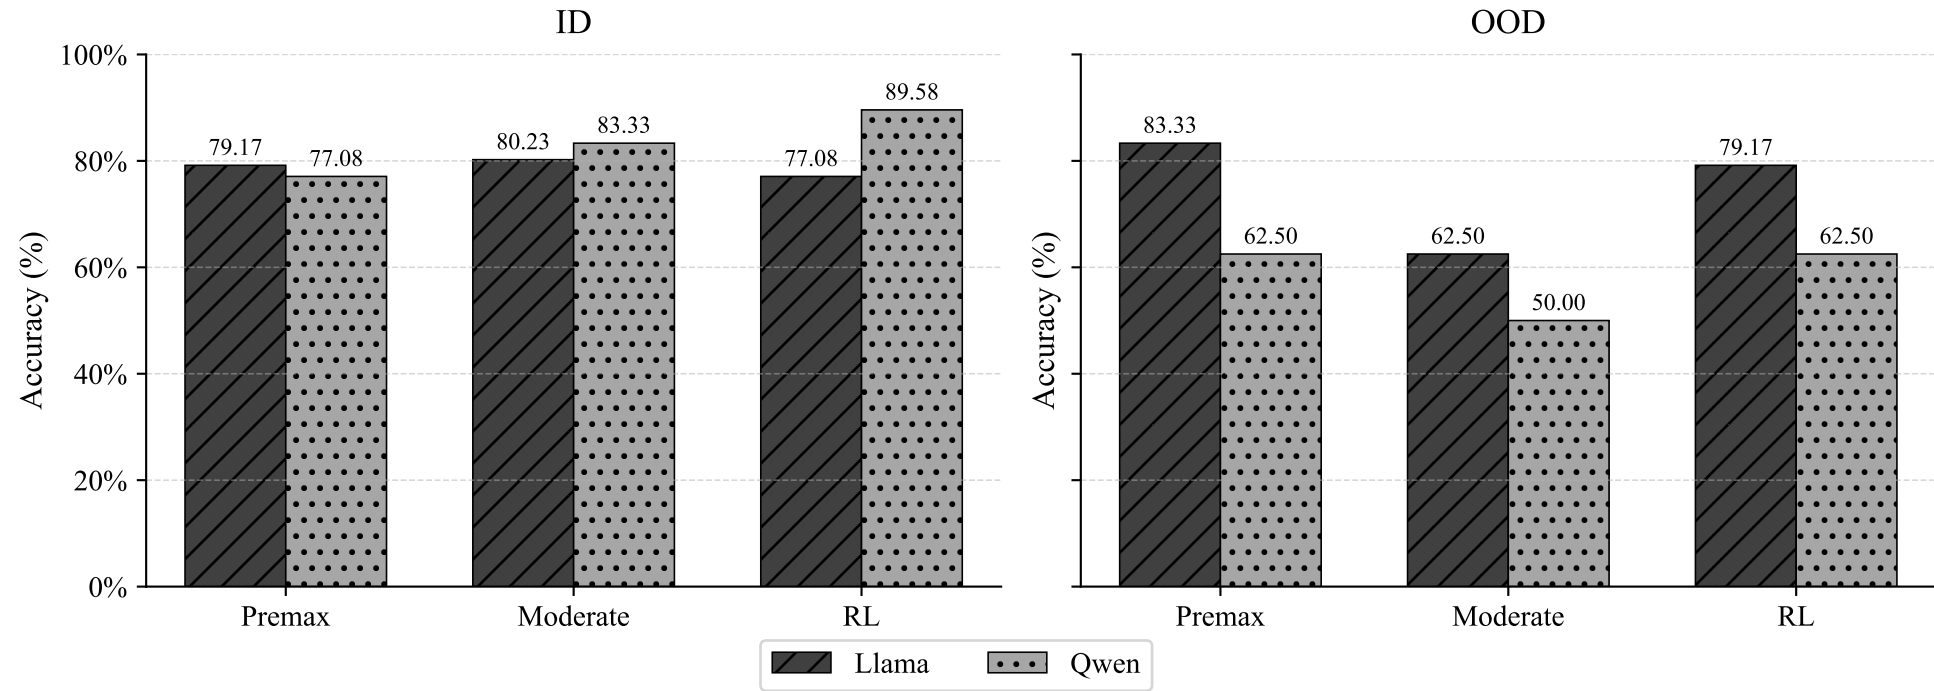 ID
OOD
Accuracy (%)
100%
80%
60%
40%
20%
0%
79.17
77.08
80.23
83.33
77.08
89.58
Premax
Moderate
RL
Accuracy (%)
83.33
62.50
62.50
50.00
79.17
62.50
Premax
Moderate
RL
Llama
Qwen